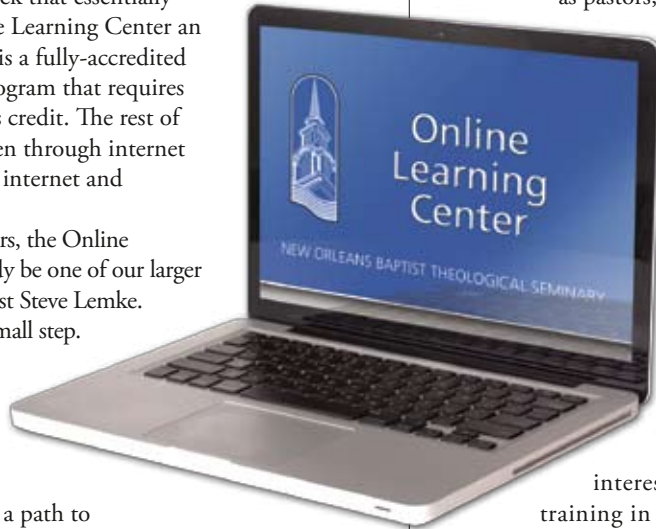 ck that essentially
e Learning Center an
is a fully-accredited
ogram that requires
s credit. The rest of
en through internet
internet and
rs, the Online
ly be one of our larger
st Steve Lemke.
mall step.
a path to
as pastors,
Online
Learning
Center
NEW ORLEANS BAPTIST THEOLOGICAL SEMINARY
interes
training in